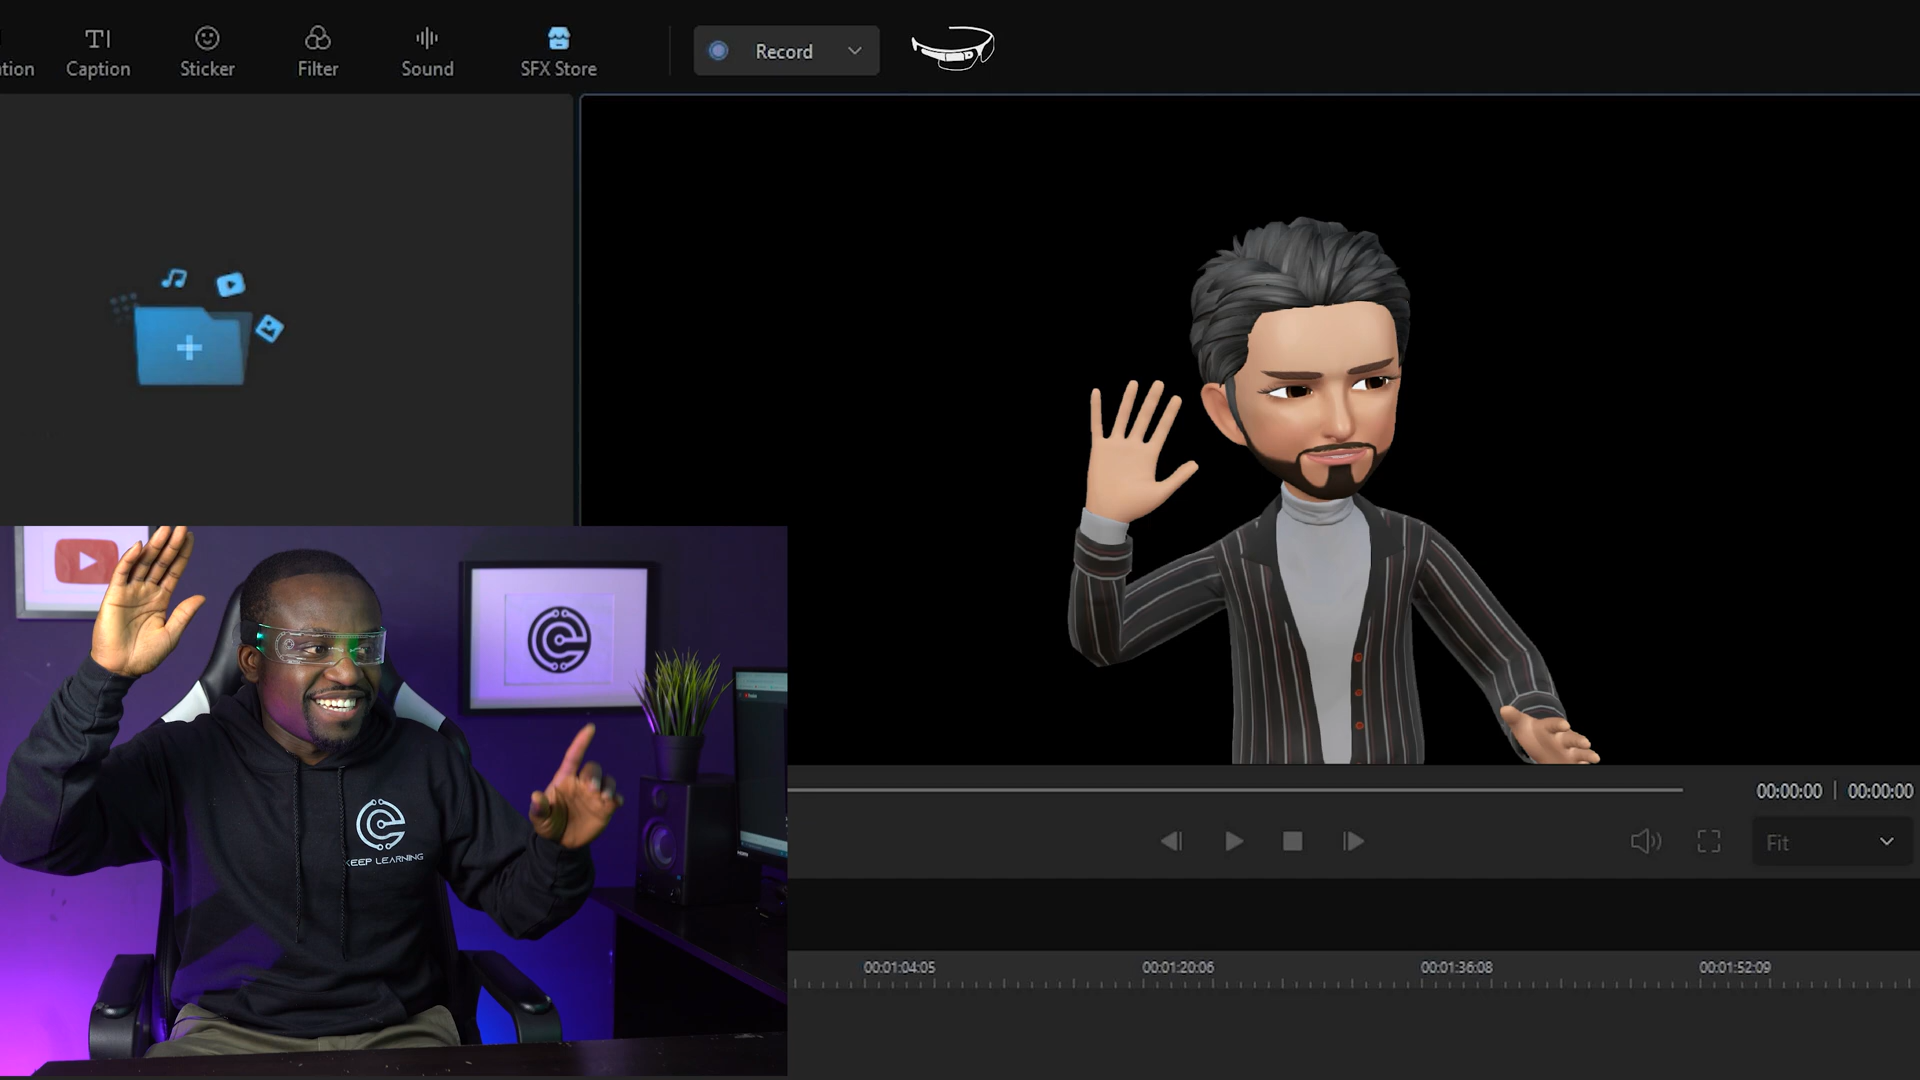 tion
Caption
Sticker
Filter
Sound
SFX Store
Record
KEEP LEARNING
00:00:00 | 00:00:00
Fit
00:01:04:05
00:01:20:06
00:01:36:08
00:01:52:09